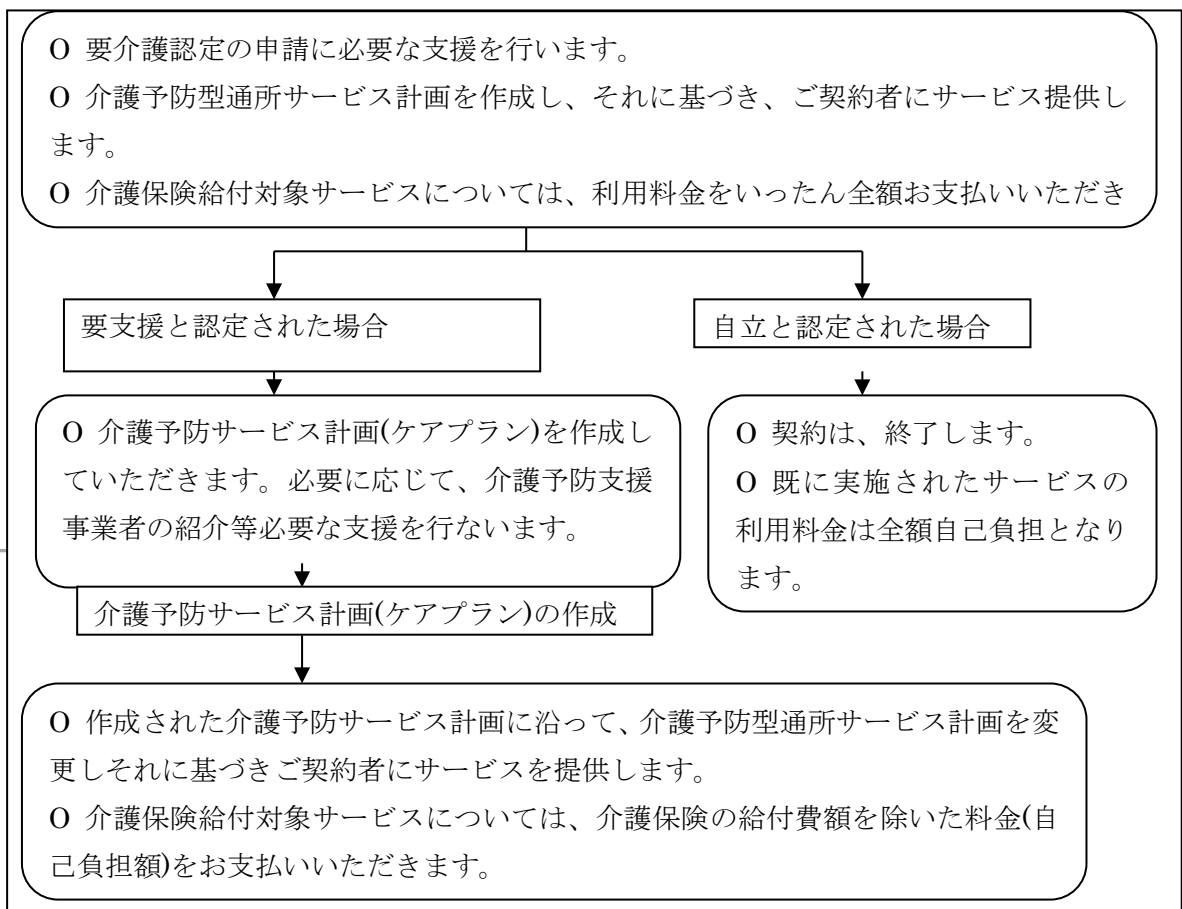 O 要介護認定の申請に必要な支援を行います。
O 介護予防型通所サービス計画を作成し、それに基づき、ご契約者にサービス提供し
ます。
O 介護保険給付対象サービスについては、利用料金をいったん全額お支払いいただき
要支援と認定された場合
自立と認定された場合
O 介護予防サービス計画(ケアプラン)を作成し
ていただきます。必要に応じて、介護予防支援
事業者の紹介等必要な支援を行ないます。
O 契約は、終了します。
O 既に実施されたサービスの
利用料金は全額自己負担となり
ます。
介護予防サービス計画(ケアプラン)の作成
O 作成された介護予防サービス計画に沿って、介護予防型通所サービス計画を変
更しそれに基づきご契約者にサービスを提供します。
O 介護保険給付対象サービスについては、介護保険の給付費額を除いた料金(自
己負担額)をお支払いいただきます。